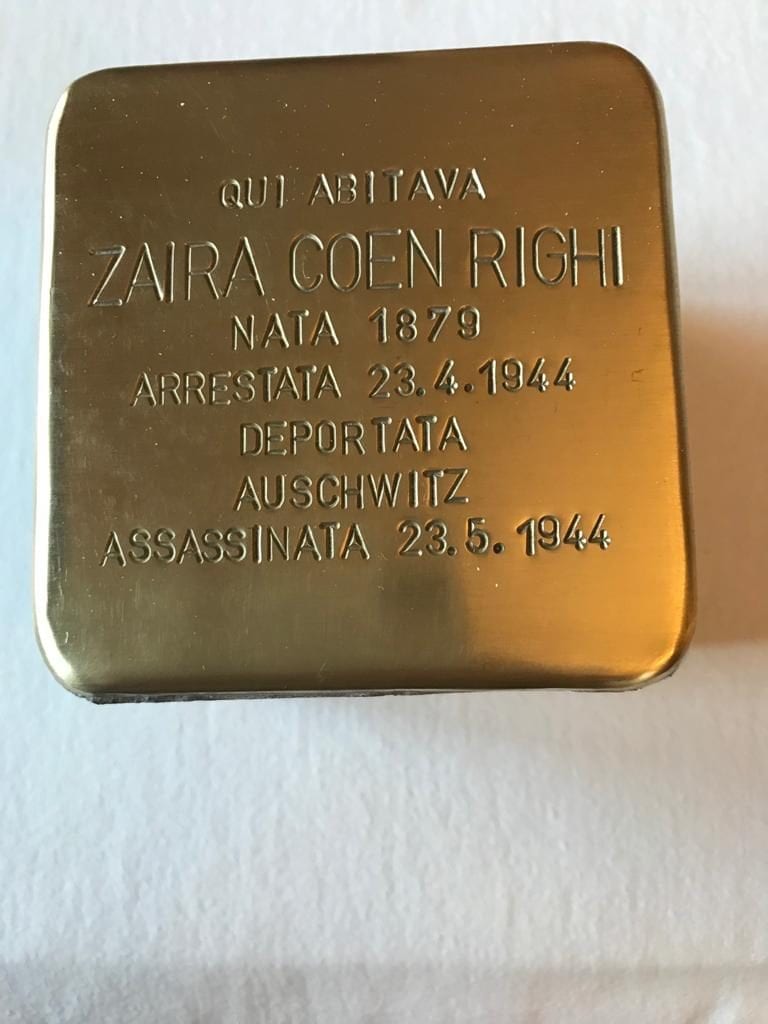 QUI ABITAVA
ZAIRA COEN RIGHI
NATA 1879
ARRESTATA 23.4.1944
DEPORTATA
AUSCHWITZ
ASSASSINATA 23.5.1944